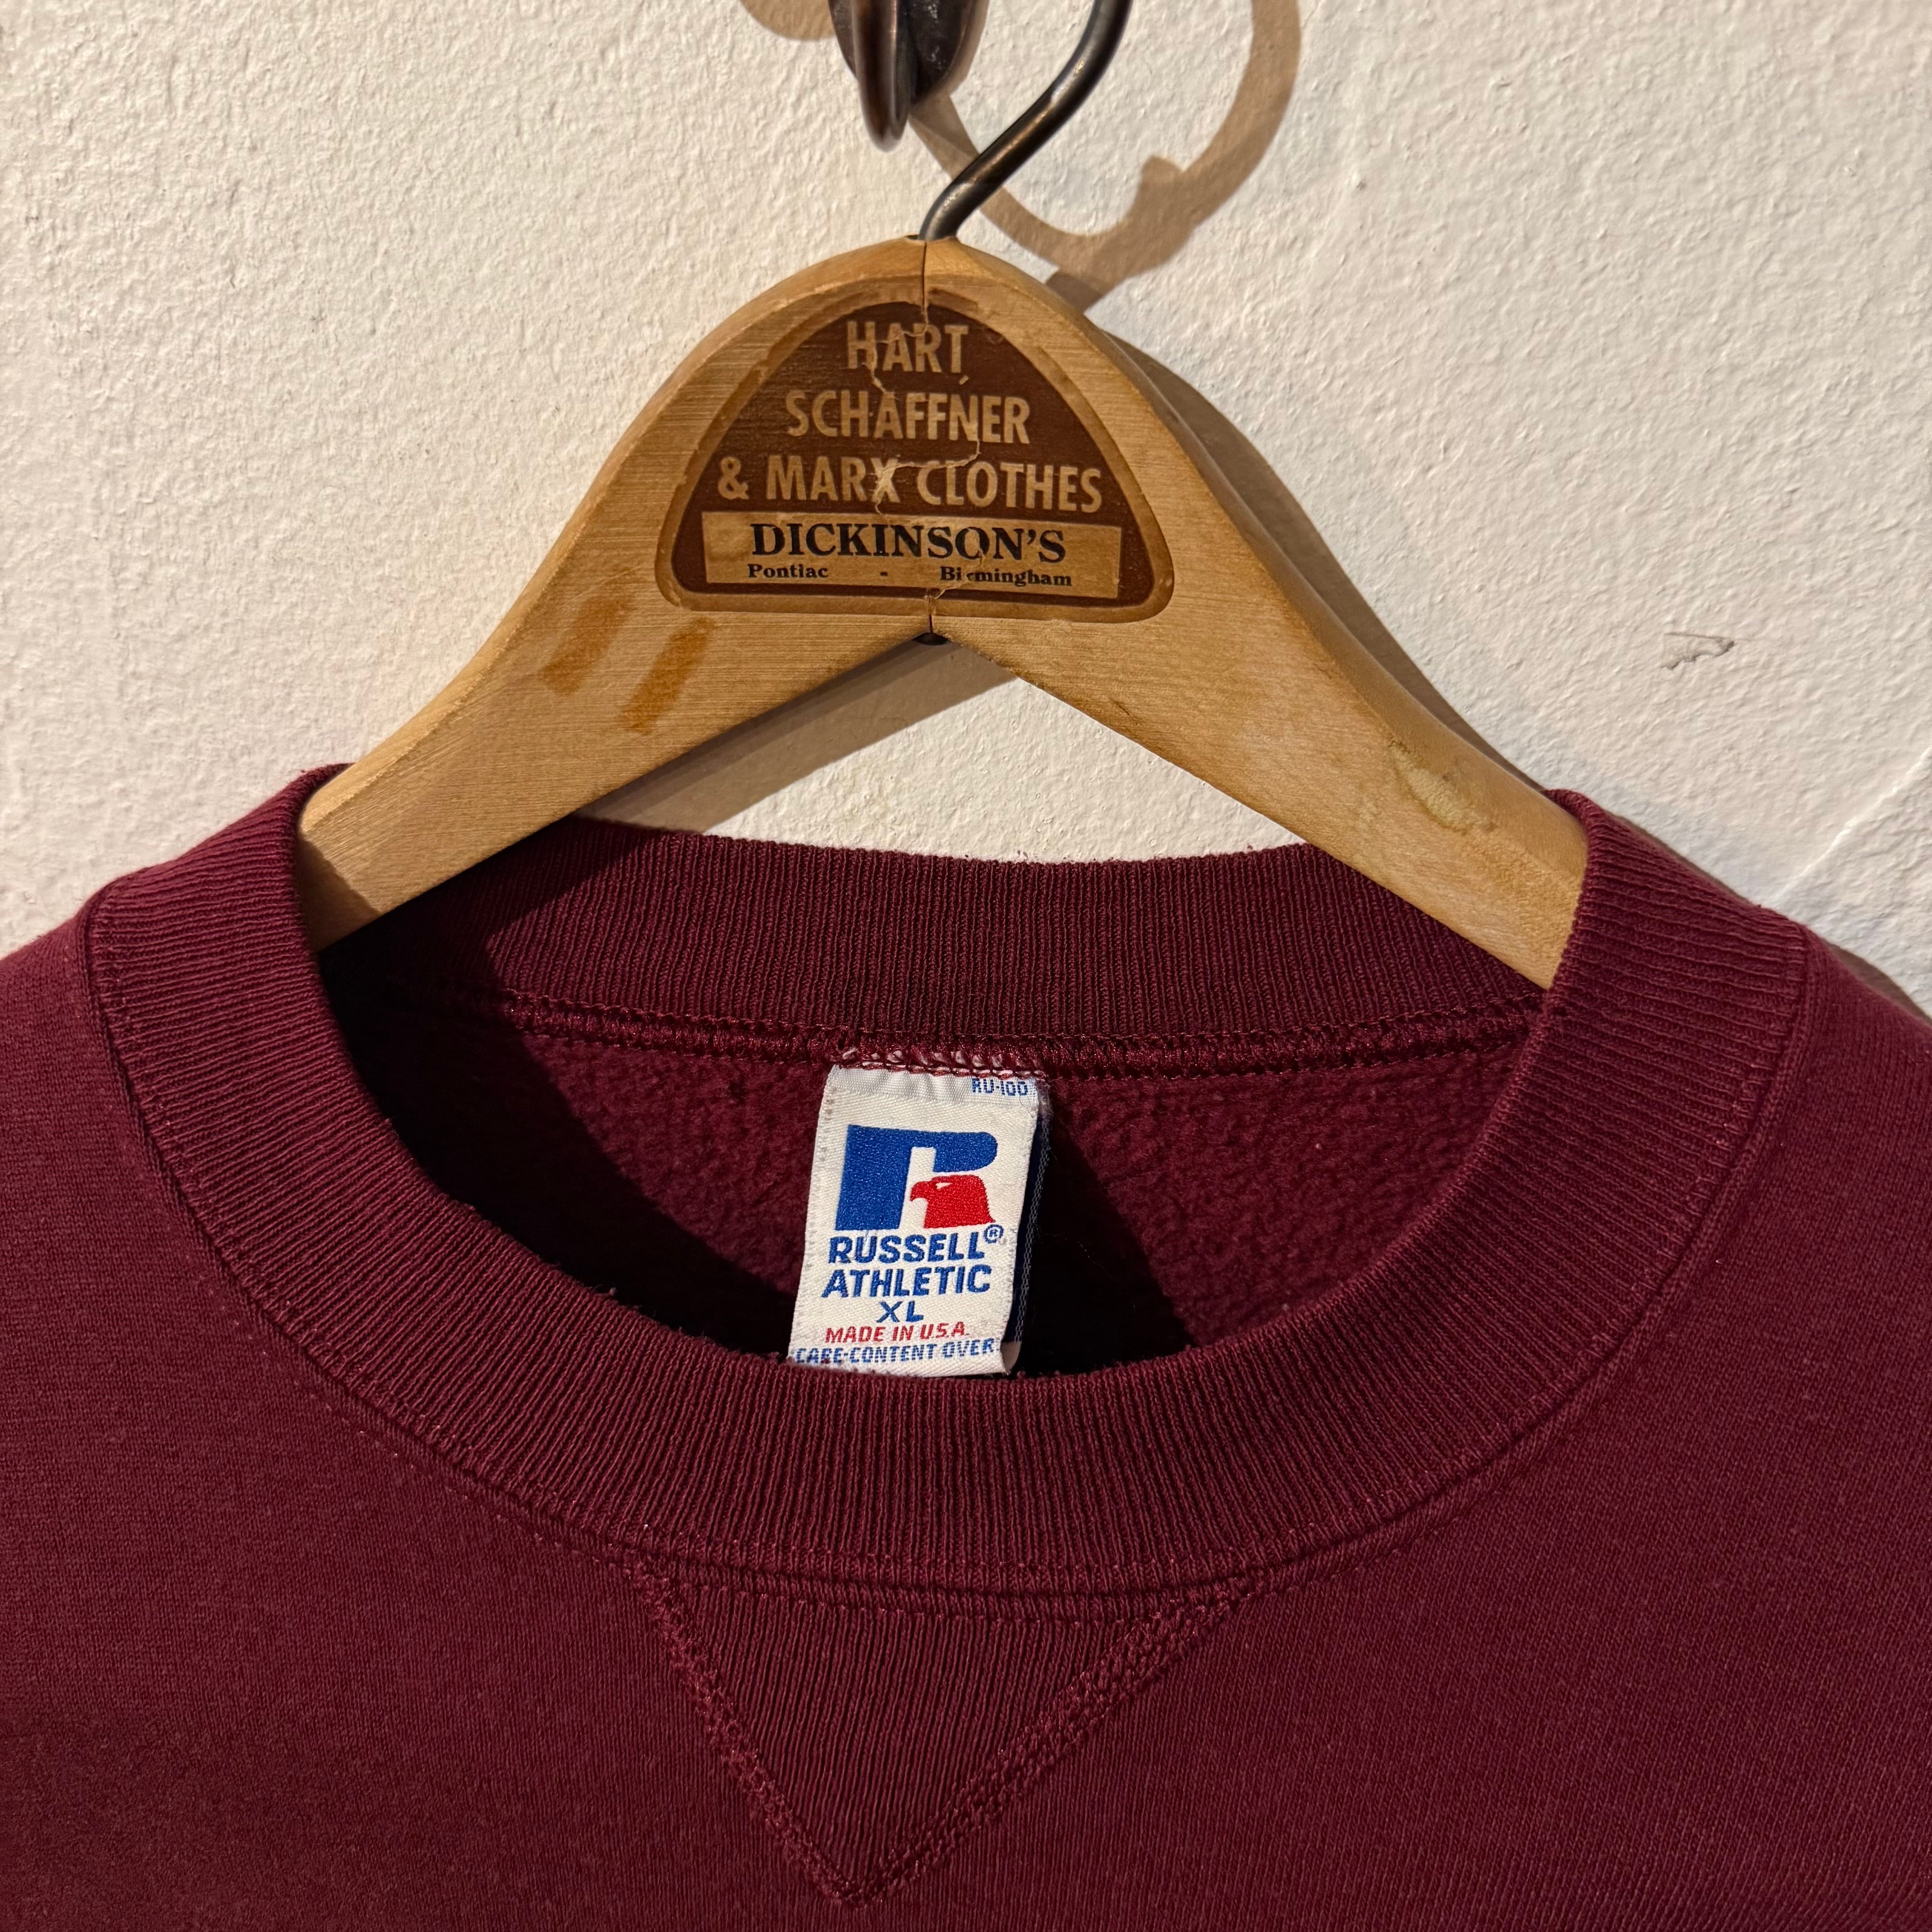 HART
SCHAFFNER
& MARX CLOTHES
DICKINSON'S
Pontiac - Birmingham
RU-100
RUSSELL®
ATHLETIC
XL
MADE IN U.S.A.
CARE-CONTENT OVER